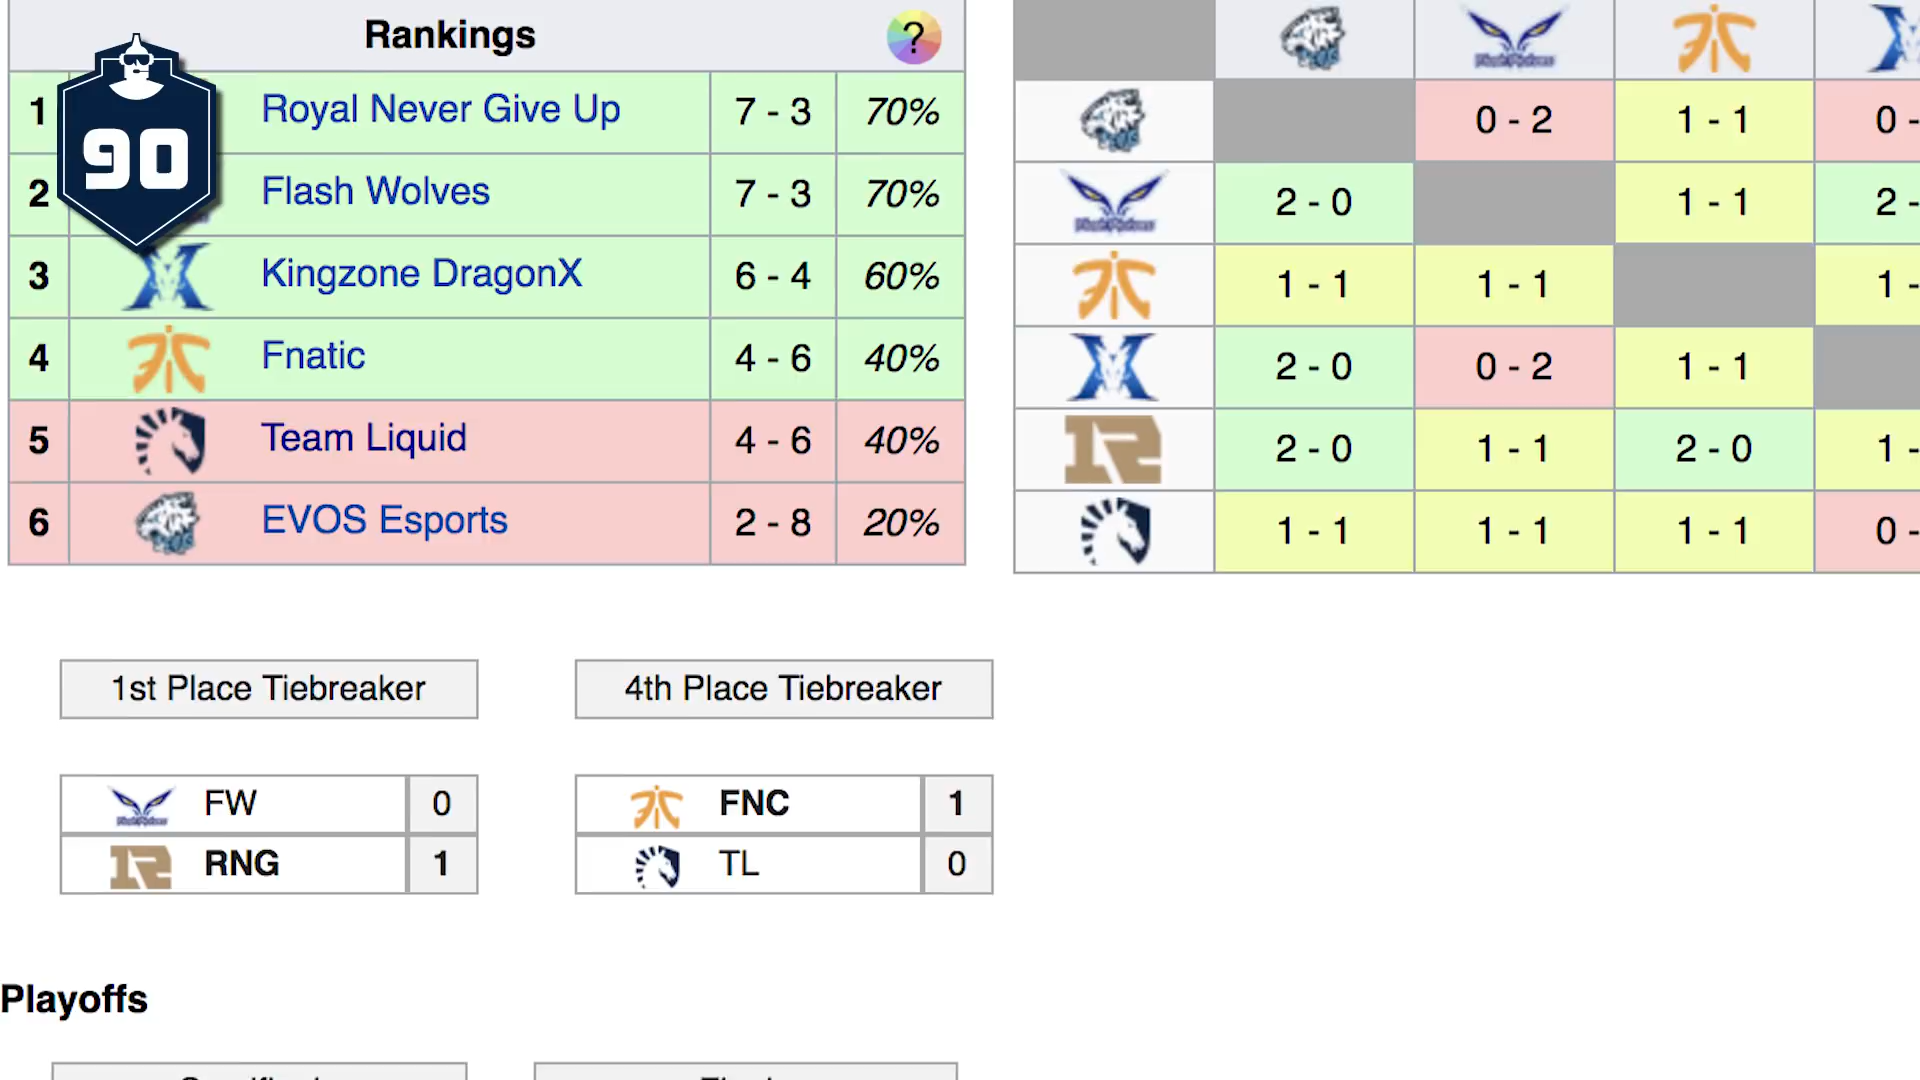 Rankings
?
1 Royal Never Give Up 7 - 3 70%
90
2 Flash Wolves 7 - 3 70%
3 Kingzone DragonX 6 - 4 60%
4 Fnatic 4 - 6 40%
5 Team Liquid 4 - 6 40%
6 EVOS Esports 2 - 8 20%
0 - 2 1 - 1 0 -
2 - 0 1 - 1 2 -
1 - 1 1 - 1 1 -
2 - 0 0 - 2 1 - 1
2 - 0 1 - 1 2 - 0 1 -
1 - 1 1 - 1 1 - 1 0 -
1st Place Tiebreaker
FW 0
RNG 1
4th Place Tiebreaker
FNC 1
TL 0
Playoffs